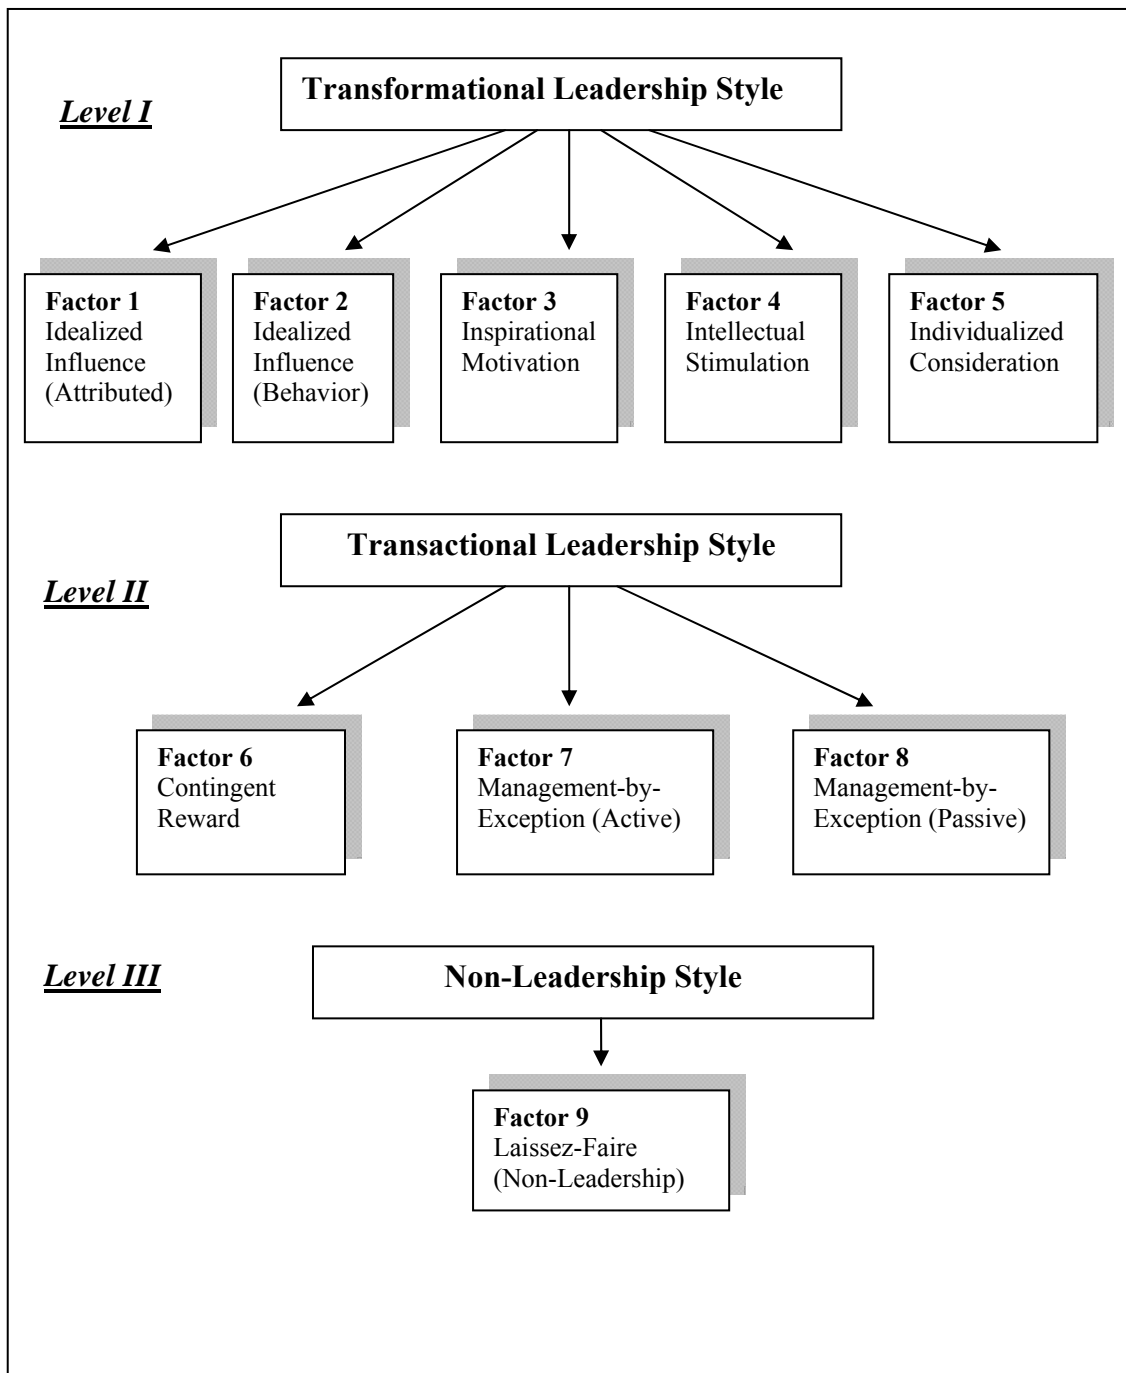 Transformational Leadership Style
Level I
Factor 1
Idealized
Influence
(Attributed)
Factor 2
Idealized
Influence
(Behavior)
Factor 3
Inspirational
Motivation
Factor 4
Intellectual
Stimulation
Factor 5
Individualized
Consideration
Transactional Leadership Style
Level II
Factor 6
Contingent
Reward
Factor 7
Management-by-
Exception (Active)
Factor 8
Management-by-
Exception (Passive)
Level III
Non-Leadership Style
Factor 9
Laissez-Faire
(Non-Leadership)